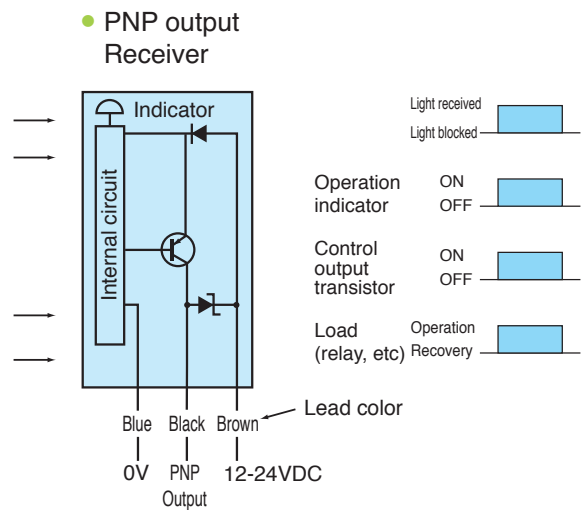 PNP output
Receiver
Indicator
Internal circuit
Blue Black Brown
Lead color
0V PNP 12-24VDC
Output
Light received
Light blocked
Operation ON
indicator OFF
Control ON
output
transistor OFF
Load Operation
(relay, etc) Recovery